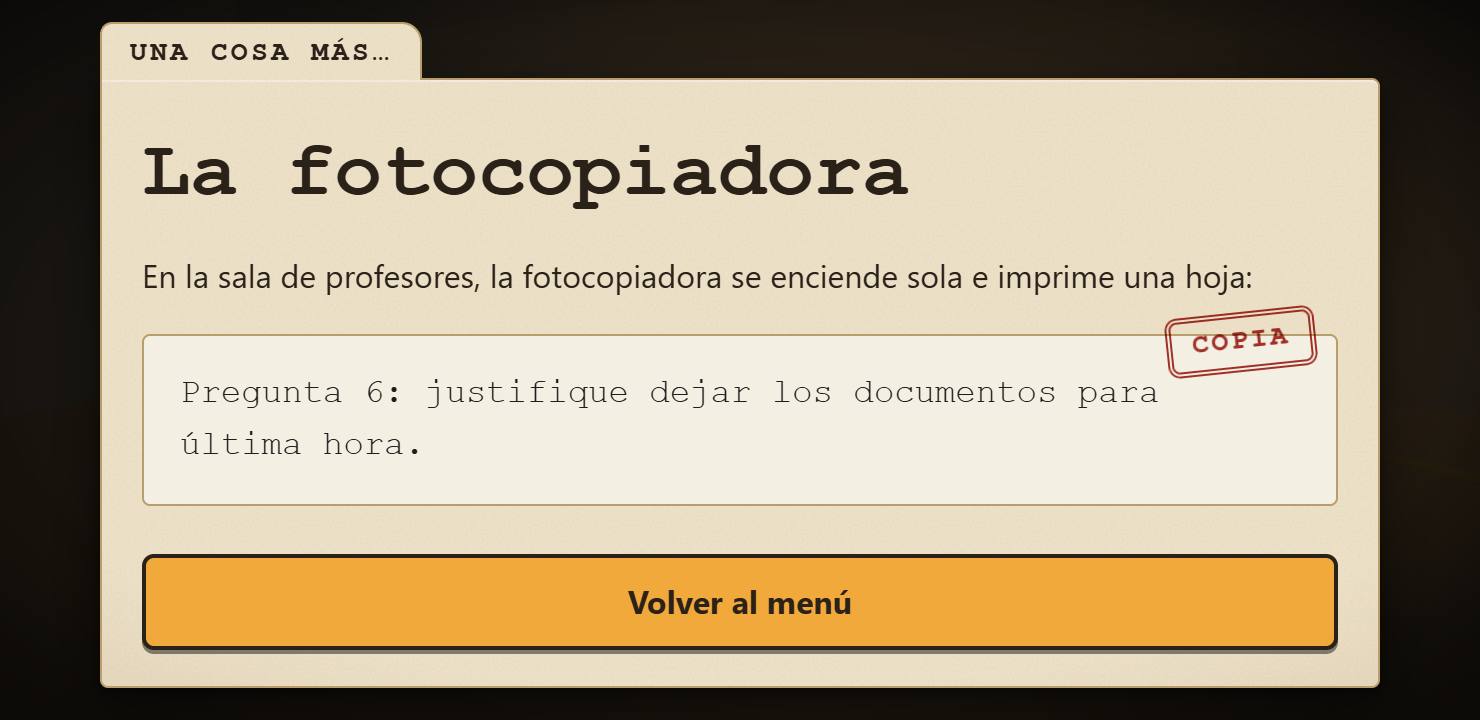 UNA COSA MÁS…
La fotocopiadora
En la sala de profesores, la fotocopiadora se enciende sola e imprime una hoja:
COPIA
Pregunta 6: justifique dejar los documentos para
última hora.
Volver al menú